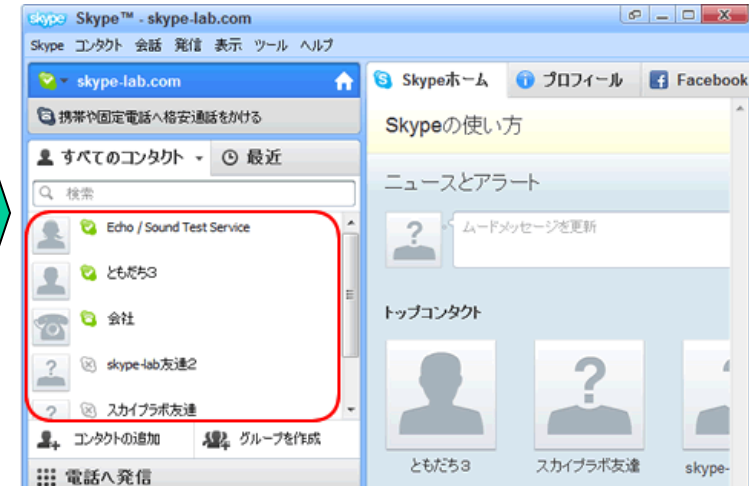 skype Skype™ - skype-lab.com
Skype コンタクト 会話 発信 表示 ツール ヘルプ
skype-lab.com
携帯や固定電話へ格安通話をかける
すべてのコンタクト 最近
検索
Echo / Sound Test Service
ともだち3
会社
skype-lab友達2
スカイプラボ友達
コンタクトの追加 グループを作成
電話へ発信
Skypeホーム プロフィール Facebook
Skypeの使い方
ニュースとアラート
ムードメッセージを更新
トップコンタクト
ともだち3 スカイプラボ友達 skype-